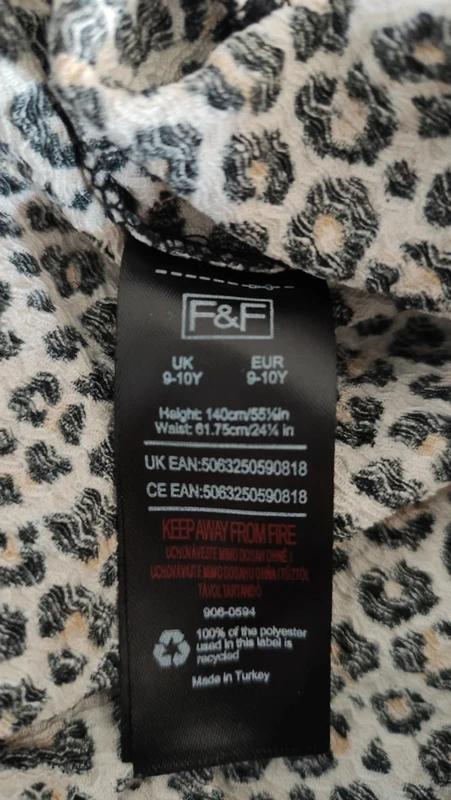 F&F
UK EUR
9-10Y 9-10Y
Height: 140cm/55⅛in
Waist: 61.75cm/24¼ in
UK EAN:5063250590818
CE EAN:5063250590818
KEEP AWAY FROM FIRE
UCHOVÁVEJTE MIMO DOSAH OHNĚ /
UCHOVÁVAJTE MIMO DOSAHU OHŇA / TŰZTŐL
TÁVOL TARTANDÓ
906-0594
100% of the polyester
used in this label is
recycled
Made in Turkey